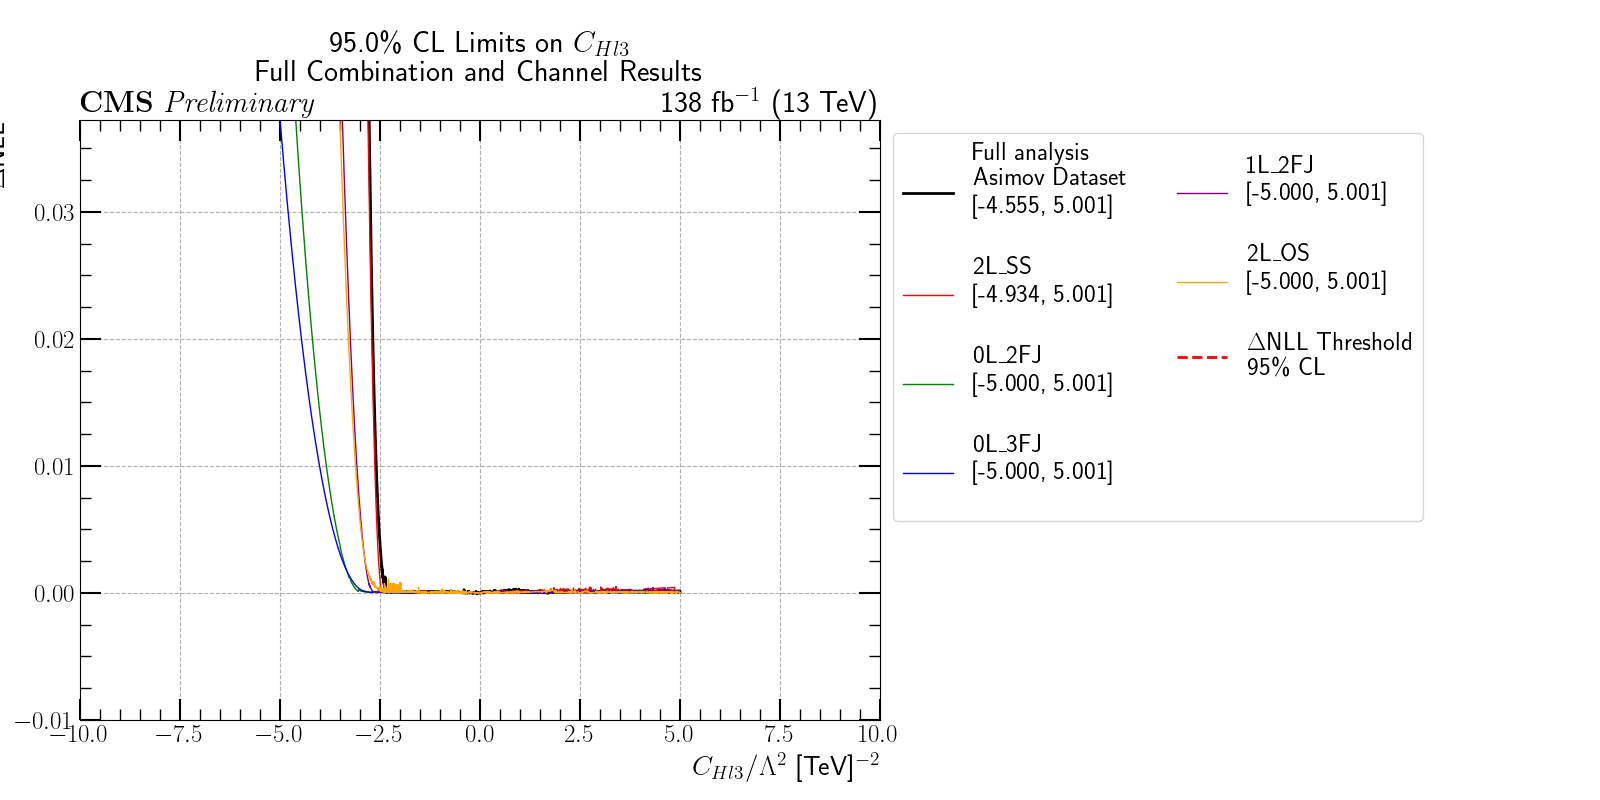 95.0% CL Limits on C_{Hl3}
Full Combination and Channel Results
CMS Preliminary
138 fb^{-1} (13 TeV)
ΔNLL
0.03
0.02
0.01
0.00
−0.01
−10.0
−7.5
−5.0
−2.5
0.0
2.5
5.0
7.5
10.0
C_{Hl3}/Λ^2 [TeV]^{-2}
Full analysis
Asimov Dataset
[-4.555, 5.001]
2L_SS
[-4.934, 5.001]
0L_2FJ
[-5.000, 5.001]
0L_3FJ
[-5.000, 5.001]
1L_2FJ
[-5.000, 5.001]
2L_OS
[-5.000, 5.001]
ΔNLL Threshold
95% CL